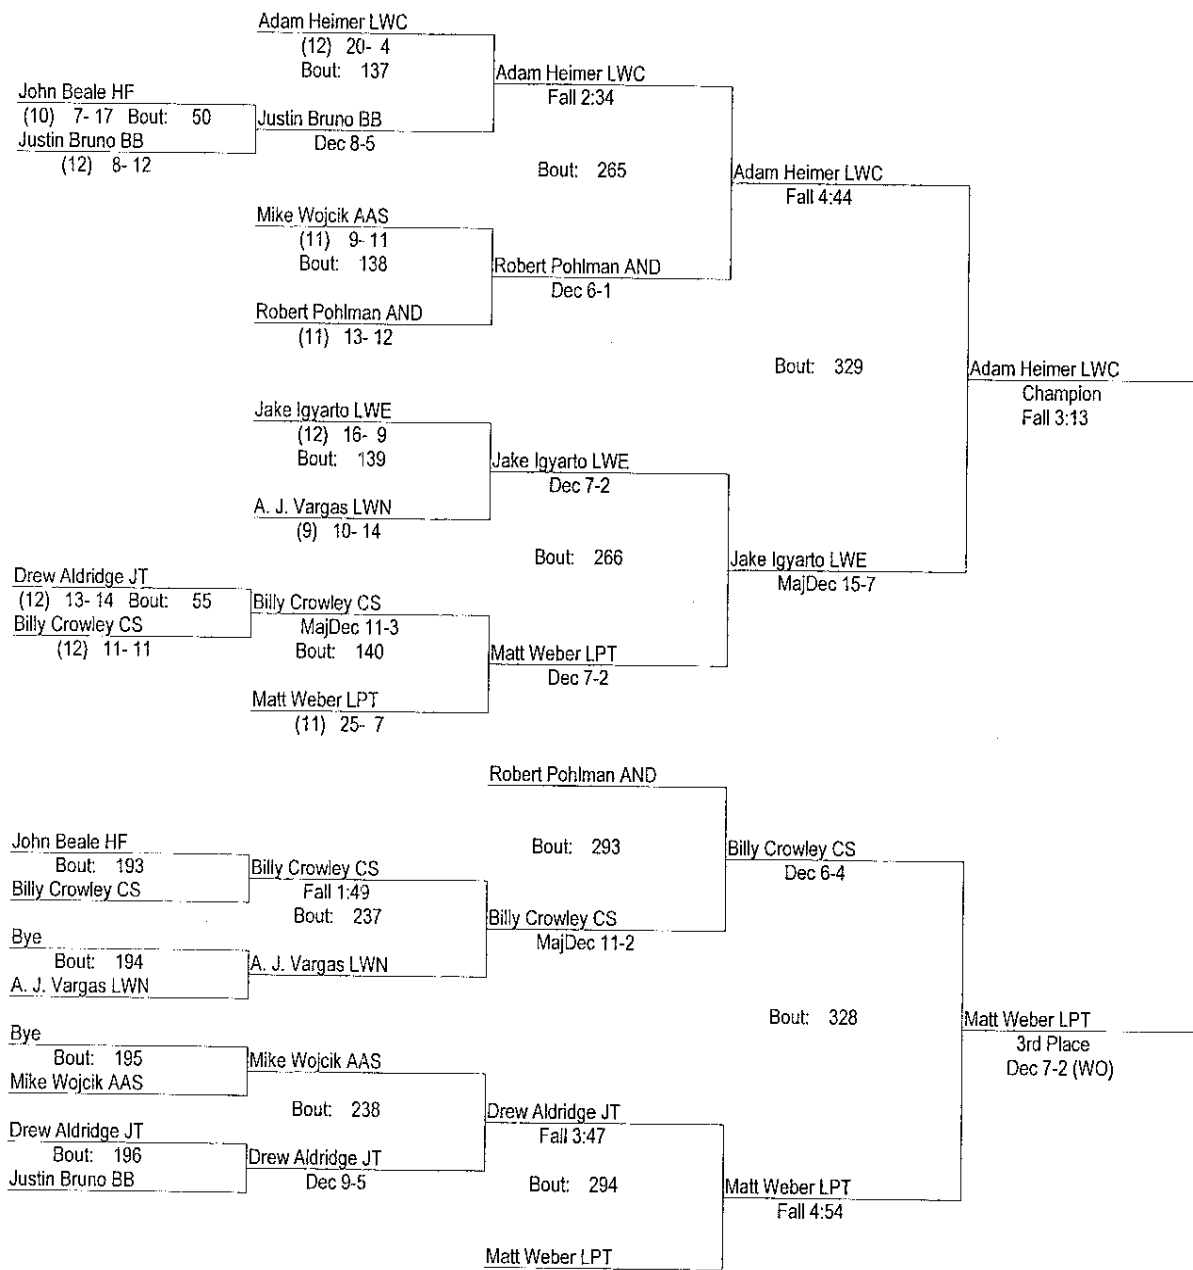 Adam Heimer LWC
(12) 20- 4
Bout: 137
Adam Heimer LWC
Fall 2:34
John Beale HF
(10) 7- 17 Bout: 50
Justin Bruno BB
Justin Bruno BB
Dec 8-5
(12) 8- 12
Bout: 265
Adam Heimer LWC
Fall 4:44
Mike Wojcik AAS
(11) 9- 11
Bout: 138
Robert Pohlman AND
Dec 6-1
Robert Pohlman AND
(11) 13- 12
Bout: 329
Adam Heimer LWC
Champion
Fall 3:13
Jake Igyarto LWE
(12) 16- 9
Bout: 139
Jake Igyarto LWE
Dec 7-2
A. J. Vargas LWN
(9) 10- 14
Bout: 266
Jake Igyarto LWE
MajDec 15-7
Drew Aldridge JT
(12) 13- 14 Bout: 55
Billy Crowley CS
Billy Crowley CS
MajDec 11-3
(12) 11- 11
Bout: 140
Matt Weber LPT
Dec 7-2
Matt Weber LPT
(11) 25- 7
Robert Pohlman AND
John Beale HF
Bout: 193
Billy Crowley CS
Billy Crowley CS
Fall 1:49
Bout: 293
Billy Crowley CS
Dec 6-4
Bout: 237
Billy Crowley CS
MajDec 11-2
Bye
Bout: 194
A. J. Vargas LWN
A. J. Vargas LWN
Bout: 328
Matt Weber LPT
3rd Place
Dec 7-2 (WO)
Bye
Bout: 195
Mike Wojcik AAS
Mike Wojcik AAS
Bout: 238
Drew Aldridge JT
Fall 3:47
Drew Aldridge JT
Bout: 196
Justin Bruno BB
Drew Aldridge JT
Dec 9-5
Bout: 294
Matt Weber LPT
Fall 4:54
Matt Weber LPT